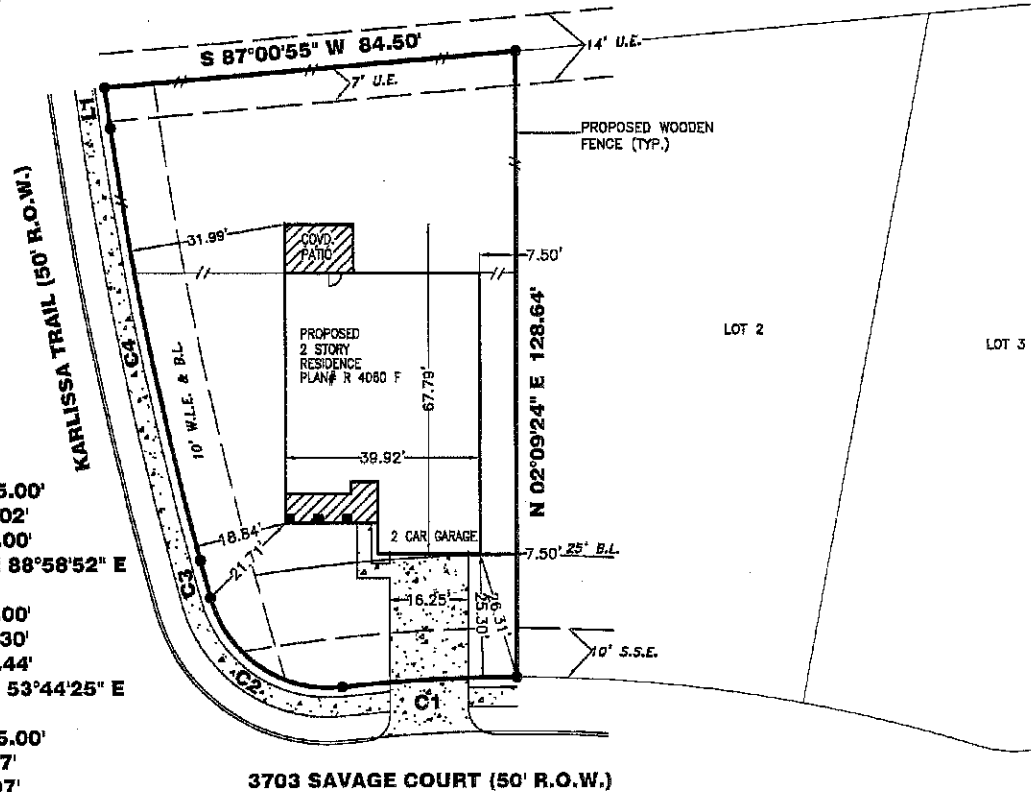 S 87°00'55" W 84.50'
14' U.E.
7' U.E.
L1
PROPOSED WOODEN
FENCE (TYP.)
KARLISSA TRAIL (50' R.O.W.)
31.99'
COVD.
PATIO
7.50'
C4
10' W.L.E. & B.L.
PROPOSED
2 STORY
RESIDENCE
PLAN# R 4060 F
67.79'
N 02°09'24" E 128.64'
LOT 2
LOT 3
39.92'
5.00'
02'
.00'
88°58'52" E
18.84'
2 CAR GARAGE
7.50'
25' B.L.
21.71'
C3
16.25'
25.30'
26.31'
.00'
30'
.44'
53°44'25" E
10' S.S.E.
C2
C1
5.00'
7'
07'
3703 SAVAGE COURT (50' R.O.W.)